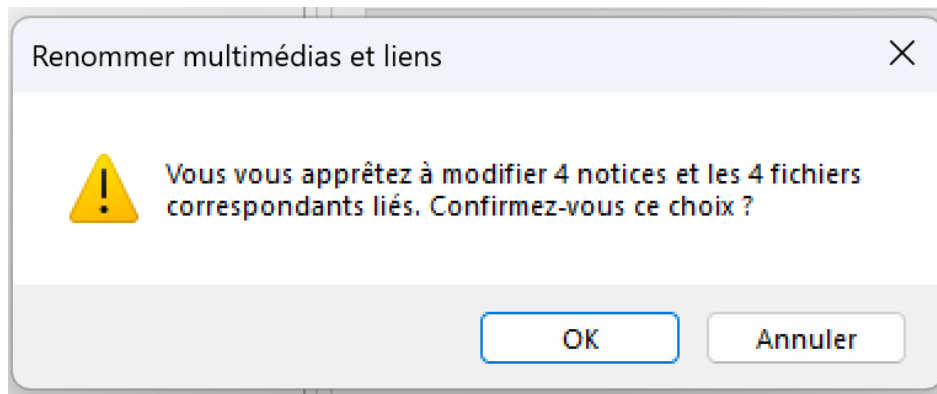 Renommer multimédias et liens
Vous vous apprêtez à modifier 4 notices et les 4 fichiers
correspondants liés. Confirmez-vous ce choix ?
OK
Annuler